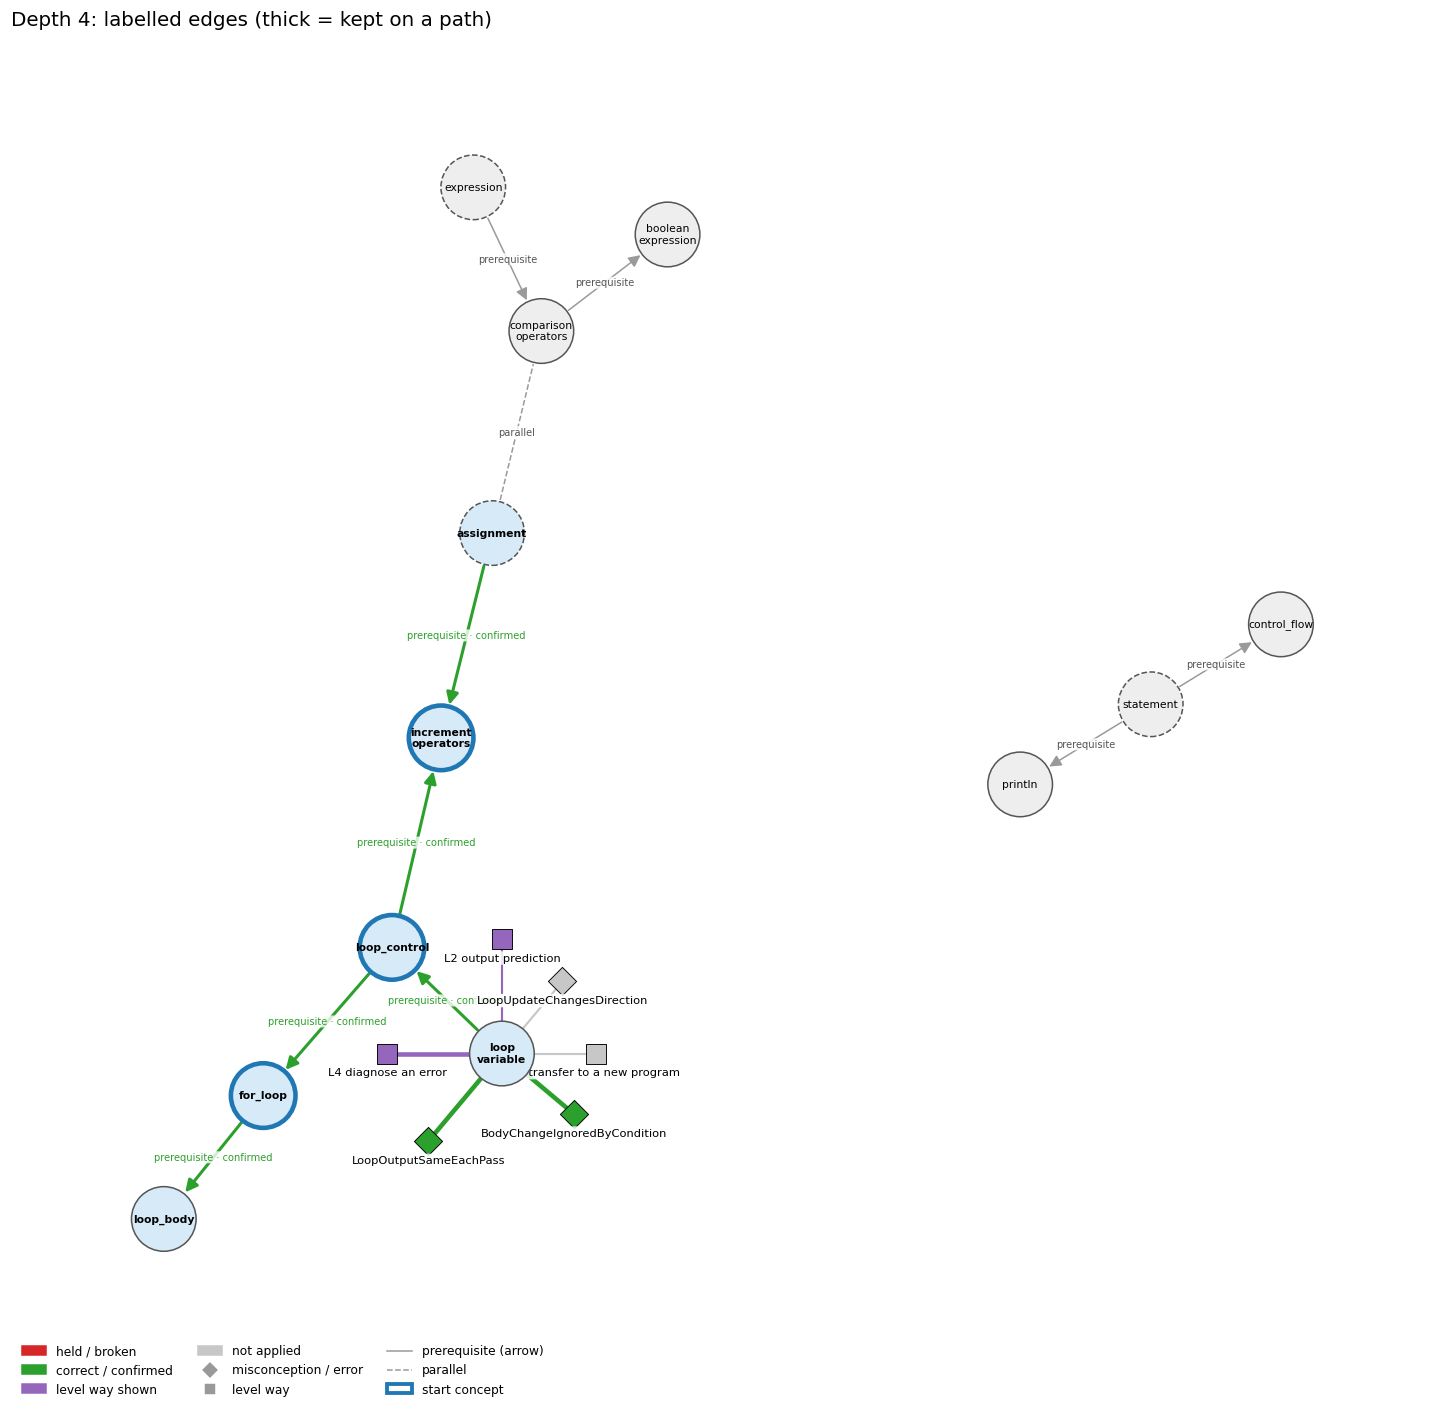 Depth 4: labelled edges (thick = kept on a path)
expression
boolean
expression
prerequisite
prerequisite
comparison
operators
parallel
assignment
control_flow
prerequisite · confirmed
prerequisite
statement
increment
operators
prerequisite
println
prerequisite · confirmed
loop_control
L2 output prediction
prerequisite · con
LoopUpdateChangesDirection
prerequisite · confirmed
loop
variable
L4 diagnose an error
transfer to a new program
for_loop
BodyChangeIgnoredByCondition
prerequisite · confirmed
LoopOutputSameEachPass
loop_body
held / broken
correct / confirmed
level way shown
not applied
misconception / error
level way
prerequisite (arrow)
parallel
start concept